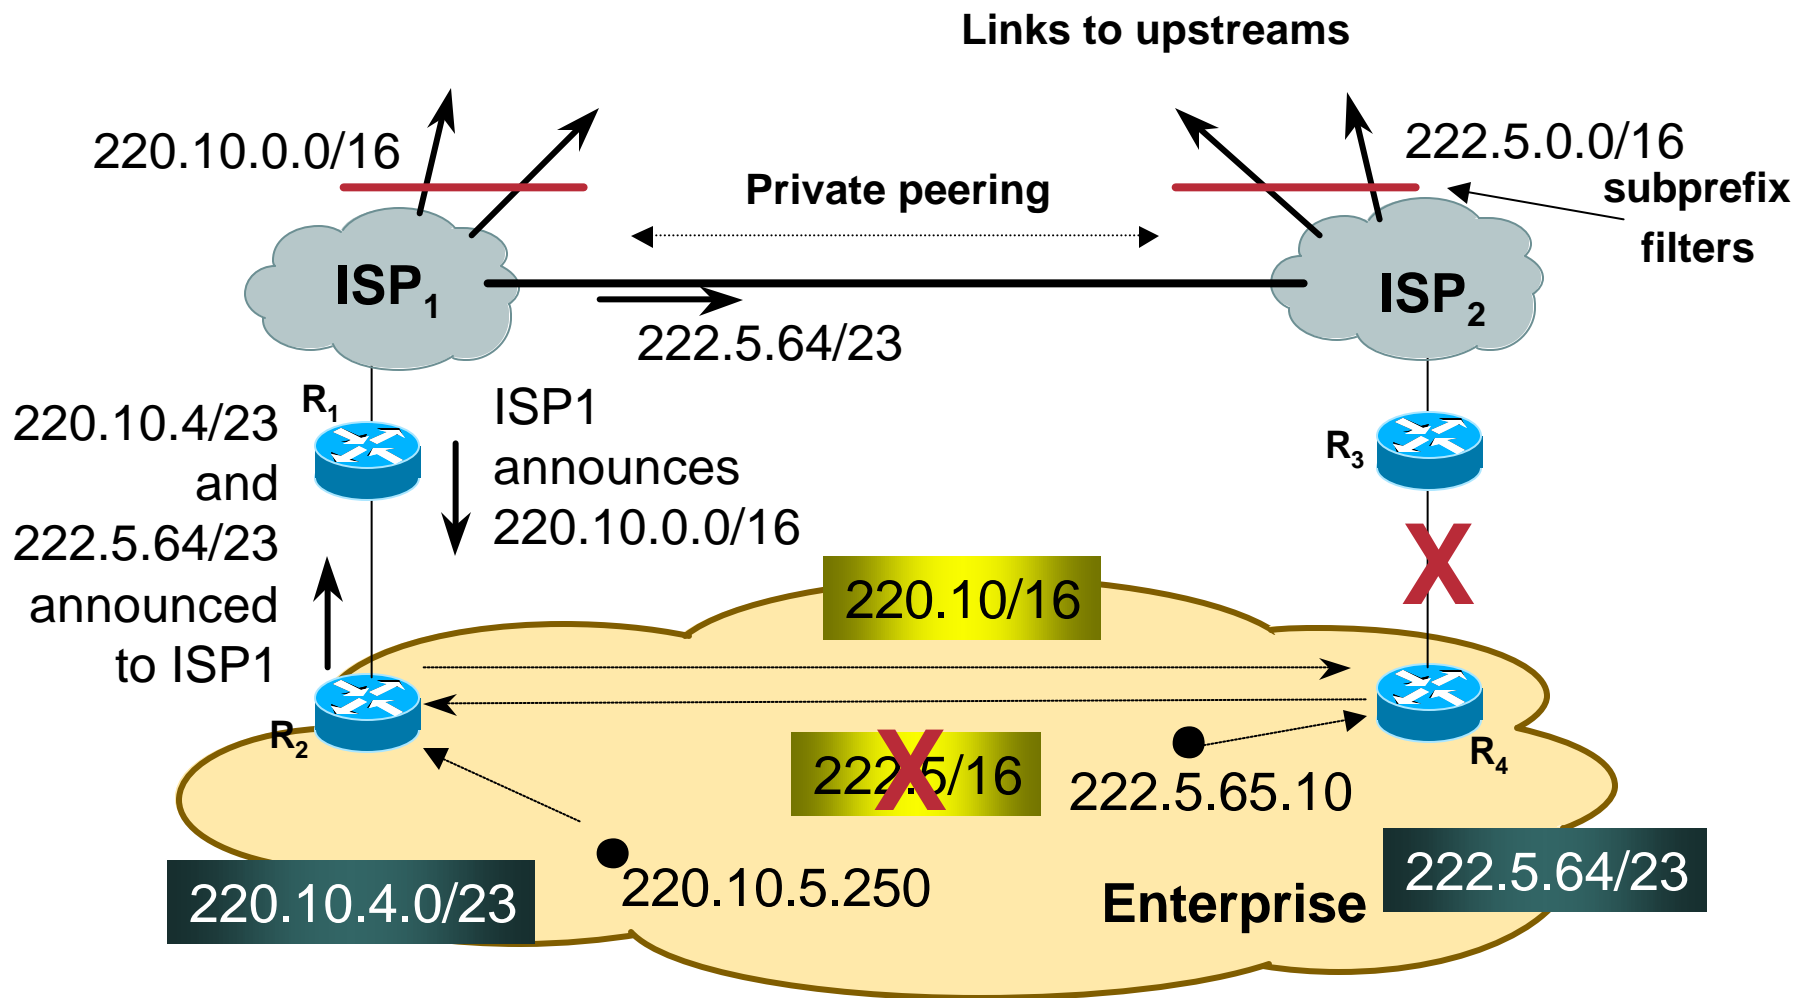 Links to upstreams
220.10.0.0/16
222.5.0.0/16
Private peering
subprefix
filters
ISP1
ISP2
222.5.64/23
R1
220.10.4/23
and
222.5.64/23
announced
to ISP1
ISP1
announces
220.10.0.0/16
R3
X
220.10/16
R2
R4
222.5/16
X
222.5.65.10
220.10.4.0/23
220.10.5.250
Enterprise
222.5.64/23